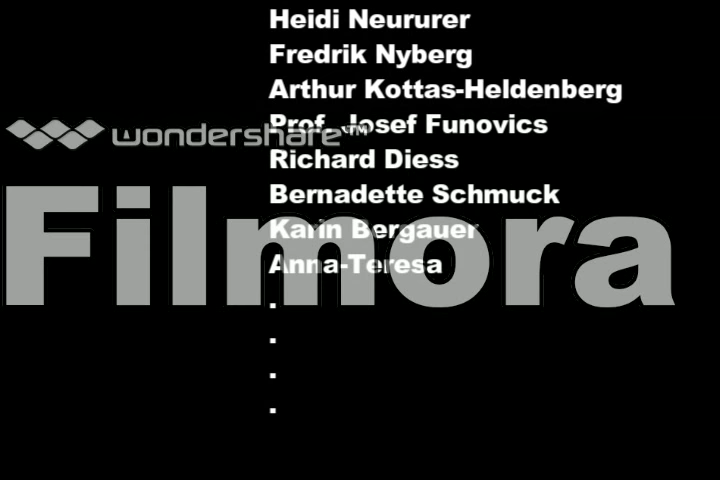 Heidi Neururer
Fredrik Nyberg
Arthur Kottas-Heldenberg
Prof. Josef Funovics
wondershare™
Richard Diess
Bernadette Schmuck
Karin Bergauer
Filmora
Anna-Teresa
.
.
.
.